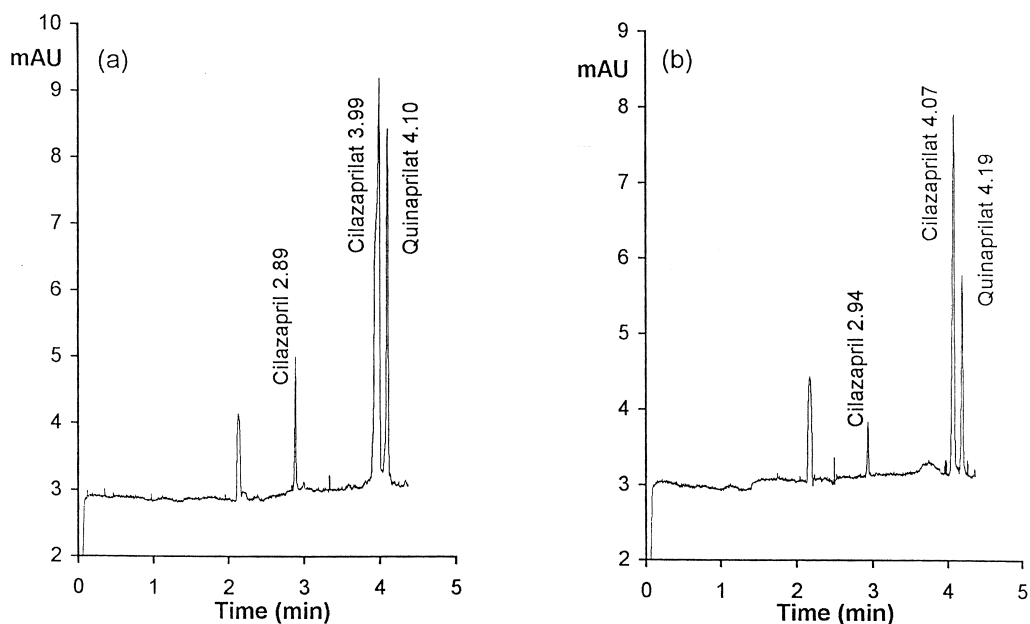 10
mAU
(a)
9
8
7
6
5
4
3
2
Cilazapril 2.89
Cilazaprilat 3.99
Quinaprilat 4.10
0
1
2
3
4
5
Time (min)
9
mAU
(b)
8
7
6
5
4
3
2
Cilazapril 2.94
Cilazaprilat 4.07
Quinaprilat 4.19
0
1
2
3
4
5
Time (min)